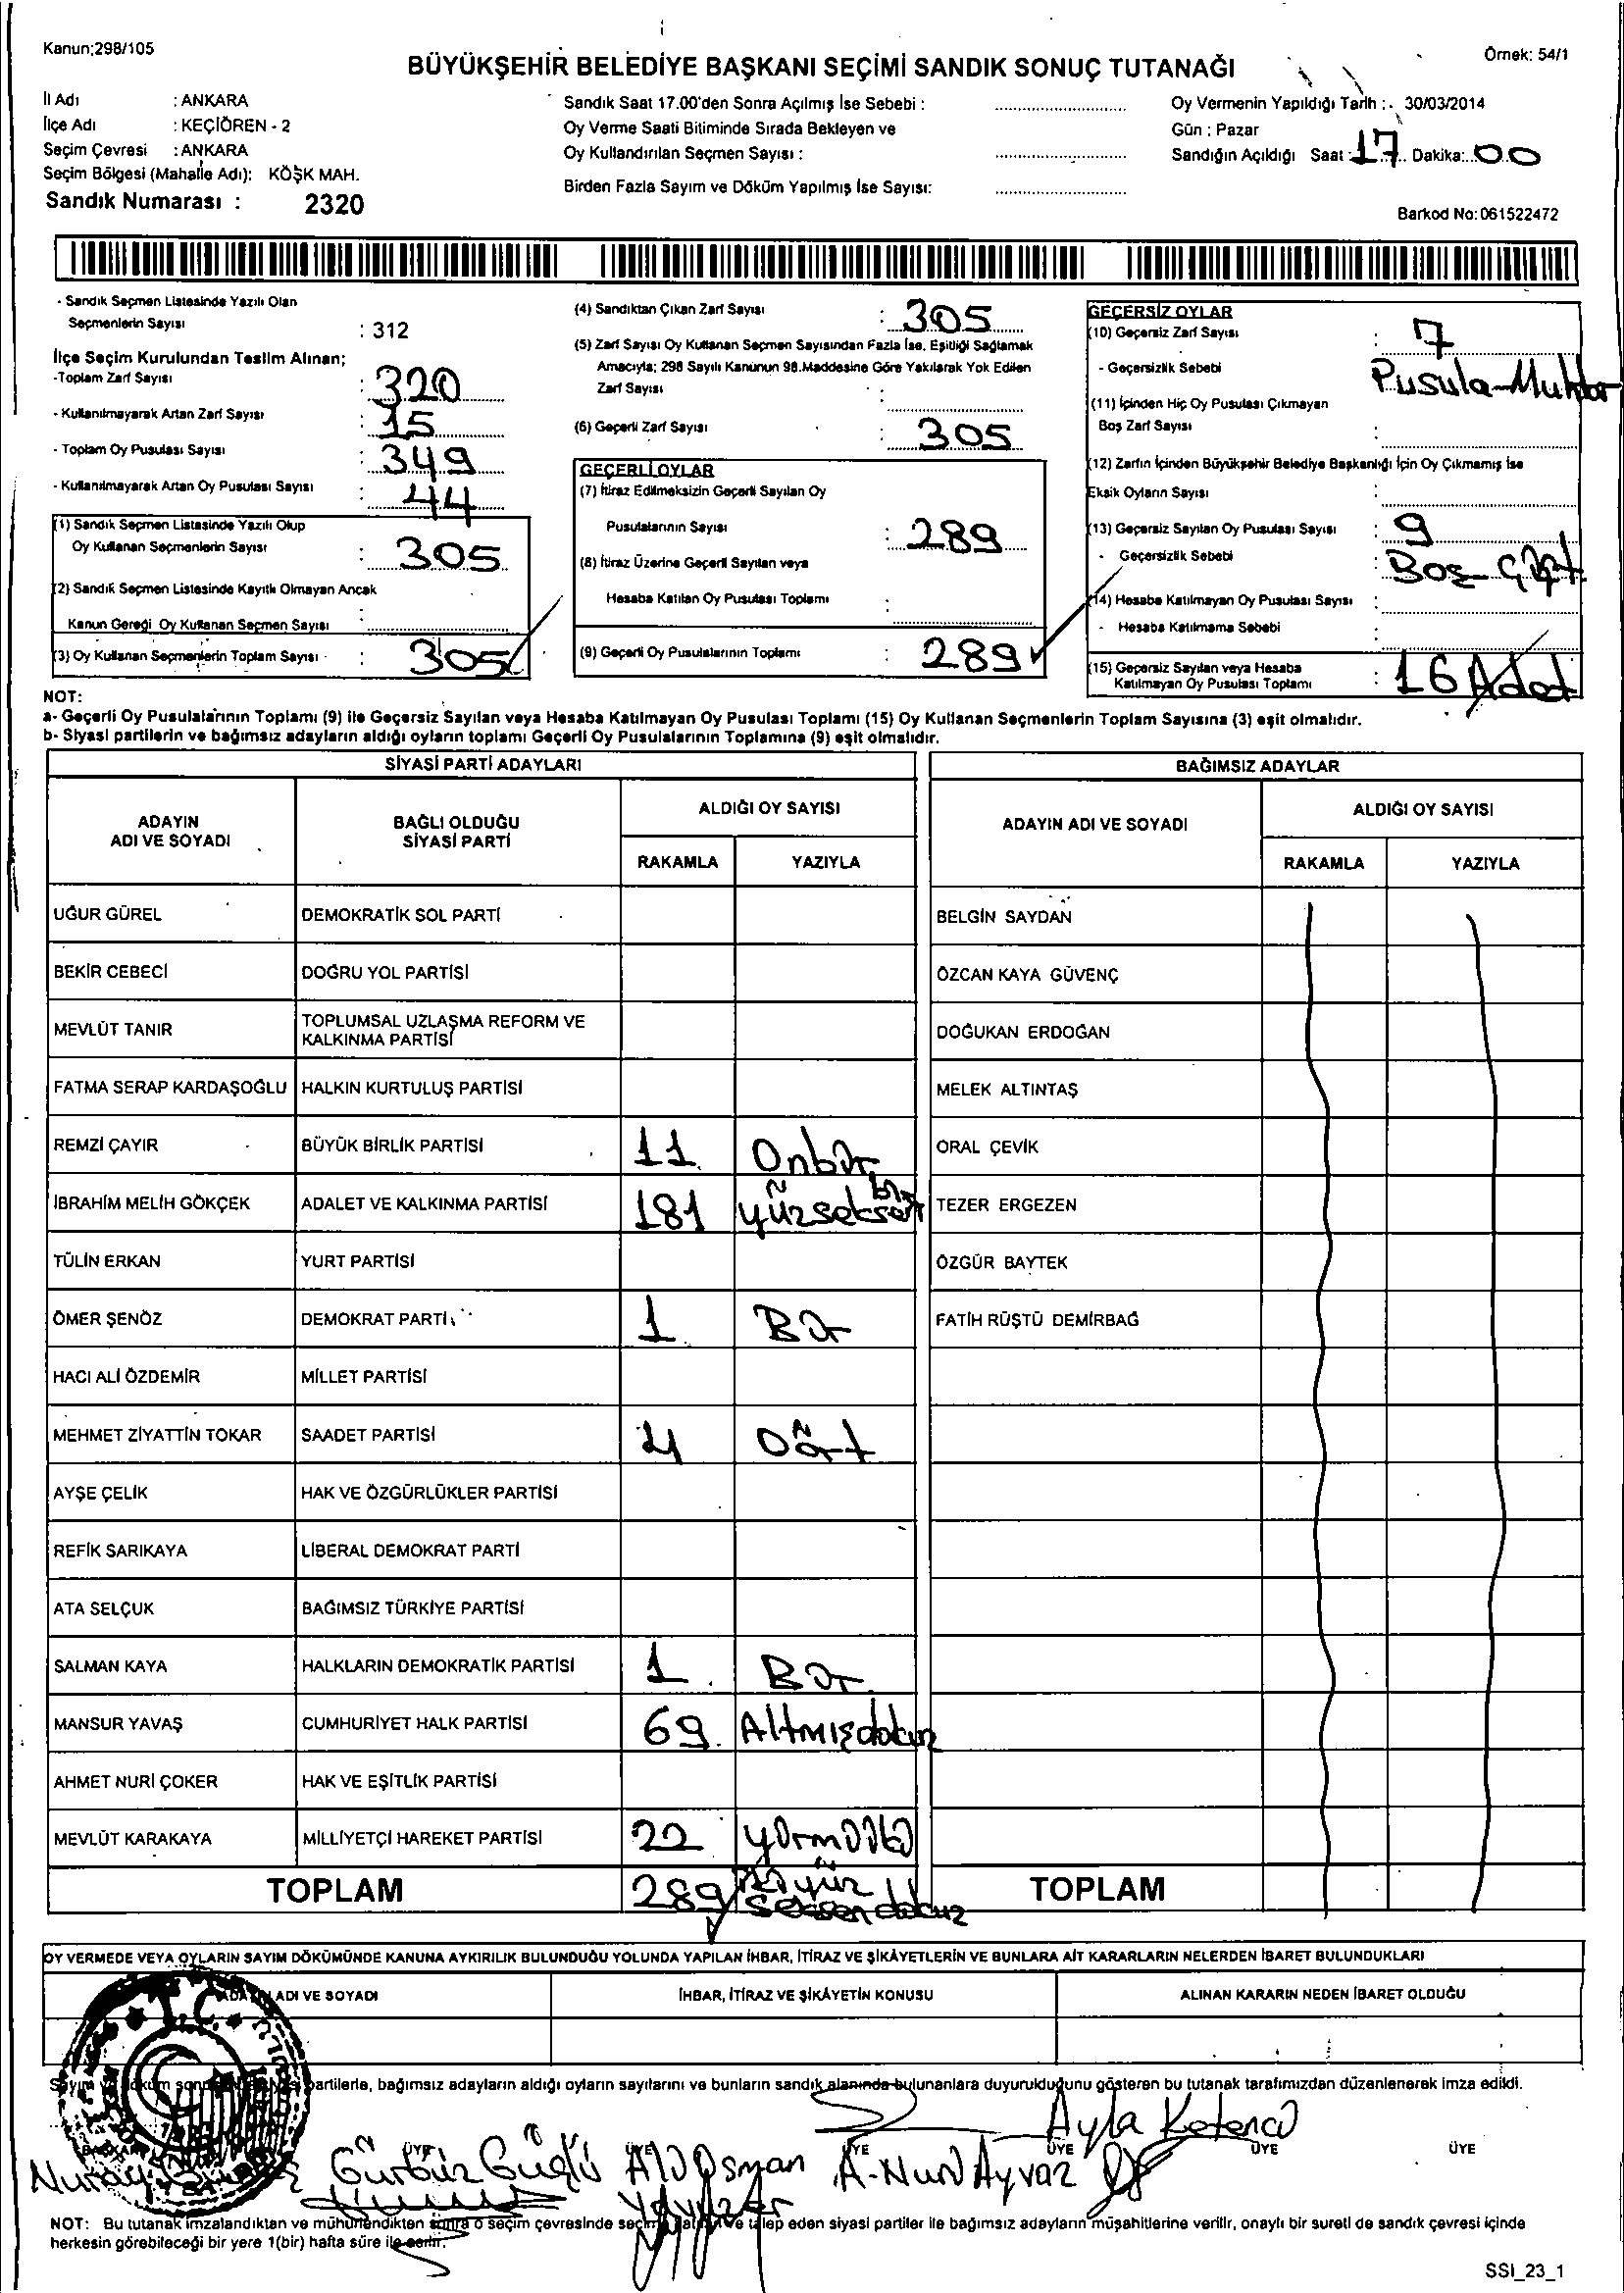 Kanun;298/105
Örnek: 54/1
BÜYÜKŞEHİR BELEDİYE BAŞKANI SEÇİMİ SANDIK SONUÇ TUTANAĞI
İl Adı : ANKARA
İlçe Adı : KEÇİÖREN - 2
Seçim Çevresi : ANKARA
Seçim Bölgesi (Mahalle Adı): KÖŞK MAH.
Sandık Numarası : 2320
Sandık Saat 17.00'den Sonra Açılmış İse Sebebi :
Oy Verme Saati Bitiminde Sırada Bekleyen ve
Oy Kullandırılan Seçmen Sayısı :
Birden Fazla Sayım ve Döküm Yapılmış İse Sayısı:
Oy Vermenin Yapıldığı Tarih : 30/03/2014
Gün : Pazar
Sandığın Açıldığı Saat : 17 Dakika: 00
Barkod No: 061522472
- Sandık Seçmen Listesinde Yazılı Olan
Seçmenlerin Sayısı : 312
İlçe Seçim Kurulundan Teslim Alınan;
-Toplam Zarf Sayısı : 320
- Kullanılmayarak Artan Zarf Sayısı : 15
- Toplam Oy Pusulası Sayısı : 349
- Kullanılmayarak Artan Oy Pusulası Sayısı : 44
(1) Sandık Seçmen Listesinde Yazılı Olup
Oy Kullanan Seçmenlerin Sayısı : 305
(2) Sandık Seçmen Listesinde Kayıtlı Olmayan Ancak
Kanun Gereği Oy Kullanan Seçmen Sayısı :
(3) Oy Kullanan Seçmenlerin Toplam Sayısı : 305
(4) Sandıktan Çıkan Zarf Sayısı : 305
(5) Zarf Sayısı Oy Kullanan Seçmen Sayısından Fazla İse, Eşitliği Sağlamak
Amacıyla; 298 Sayılı Kanunun 98.Maddesine Göre Yakılarak Yok Edilen
Zarf Sayısı :
(6) Geçerli Zarf Sayısı : 305
GEÇERLİ OYLAR
(7) İtiraz Edilmeksizin Geçerli Sayılan Oy
Pusulalarının Sayısı : 289
(8) İtiraz Üzerine Geçerli Sayılan veya
Hesaba Katılan Oy Pusulası Toplamı :
(9) Geçerli Oy Pusulalarının Toplamı : 289
GEÇERSİZ OYLAR
(10) Geçersiz Zarf Sayısı : 7
- Geçersizlik Sebebi : Pusula-Muhtar
(11) İçinden Hiç Oy Pusulası Çıkmayan
Boş Zarf Sayısı :
(12) Zarfın İçinden Büyükşehir Belediye Başkanlığı İçin Oy Çıkmamış İse
Eksik Oyların Sayısı :
(13) Geçersiz Sayılan Oy Pusulası Sayısı : 9
- Geçersizlik Sebebi : Boş Çift
(14) Hesaba Katılmayan Oy Pusulası Sayısı :
- Hesaba Katılmama Sebebi :
(15) Geçersiz Sayılan veya Hesaba
Katılmayan Oy Pusulası Toplamı : 16 Adet
NOT:
a- Geçerli Oy Pusulalarının Toplamı (9) ile Geçersiz Sayılan veya Hesaba Katılmayan Oy Pusulası Toplamı (15) Oy Kullanan Seçmenlerin Toplam Sayısına (3) eşit olmalıdır.
b- Siyasi partilerin ve bağımsız adayların aldığı oyların toplamı Geçerli Oy Pusulalarının Toplamına (9) eşit olmalıdır.
SİYASİ PARTİ ADAYLARI
ADAYIN ADI VE SOYADI BAĞLI OLDUĞU SİYASİ PARTİ ALDIĞI OY SAYISI
RAKAMLA YAZIYLA
UĞUR GÜREL DEMOKRATİK SOL PARTİ
BEKİR CEBECİ DOĞRU YOL PARTİSİ
MEVLÜT TANIR TOPLUMSAL UZLAŞMA REFORM VE KALKINMA PARTİSİ
FATMA SERAP KARDAŞOĞLU HALKIN KURTULUŞ PARTİSİ
REMZİ ÇAYIR BÜYÜK BİRLİK PARTİSİ 11 Onbir
İBRAHİM MELİH GÖKÇEK ADALET VE KALKINMA PARTİSİ 181 yüzseksen bir
TÜLİN ERKAN YURT PARTİSİ
ÖMER ŞENÖZ DEMOKRAT PARTİ 1 Bir
HACI ALİ ÖZDEMİR MİLLET PARTİSİ
MEHMET ZİYATTİN TOKAR SAADET PARTİSİ 4 Dört
AYŞE ÇELİK HAK VE ÖZGÜRLÜKLER PARTİSİ
REFİK SARIKAYA LİBERAL DEMOKRAT PARTİ
ATA SELÇUK BAĞIMSIZ TÜRKİYE PARTİSİ
SALMAN KAYA HALKLARIN DEMOKRATİK PARTİSİ 1 Bir
MANSUR YAVAŞ CUMHURİYET HALK PARTİSİ 69 Altmışdokuz
AHMET NURİ ÇOKER HAK VE EŞİTLİK PARTİSİ
MEVLÜT KARAKAYA MİLLİYETÇİ HAREKET PARTİSİ 22 yirmiiki
TOPLAM 289 ikiyüz seksendokuz
BAĞIMSIZ ADAYLAR
ADAYIN ADI VE SOYADI ALDIĞI OY SAYISI
RAKAMLA YAZIYLA
BELGİN SAYDAN
ÖZCAN KAYA GÜVENÇ
DOĞUKAN ERDOĞAN
MELEK ALTINTAŞ
ORAL ÇEVİK
TEZER ERGEZEN
ÖZGÜR BAYTEK
FATİH RÜŞTÜ DEMİRBAĞ
TOPLAM
OY VERMEDE VEYA OYLARIN SAYIM DÖKÜMÜNDE KANUNA AYKIRILIK BULUNDUĞU YOLUNDA YAPILAN İHBAR, İTİRAZ VE ŞİKÂYETLERİN VE BUNLARA AİT KARARLARIN NELERDEN İBARET BULUNDUKLARI
ADI VE SOYADI İHBAR, İTİRAZ VE ŞİKÂYETİN KONUSU ALINAN KARARIN NEDEN İBARET OLDUĞU
T.C.
partilerle, bağımsız adayların aldığı oyların sayılarını ve bunların sandık alanında bulunanlara duyurulduğunu gösteren bu tutanak tarafımızdan düzenlenerek imza edildi.
Ayla Ketenci
BAŞKAN ÜYE ÜYE ÜYE ÜYE ÜYE ÜYE
Nuray Gürbüz Güçlü Ali Osman A-Nuri Ayvaz
NOT: Bu tutanak imzalandıktan ve mühürlendikten sonra o seçim çevresinde seçime katılan ve talep eden siyasi partiler ile bağımsız adayların müşahitlerine verilir, onaylı bir sureti de sandık çevresi içinde
herkesin görebileceği bir yere 1(bir) hafta süre ile asılır.
SSI_23_1